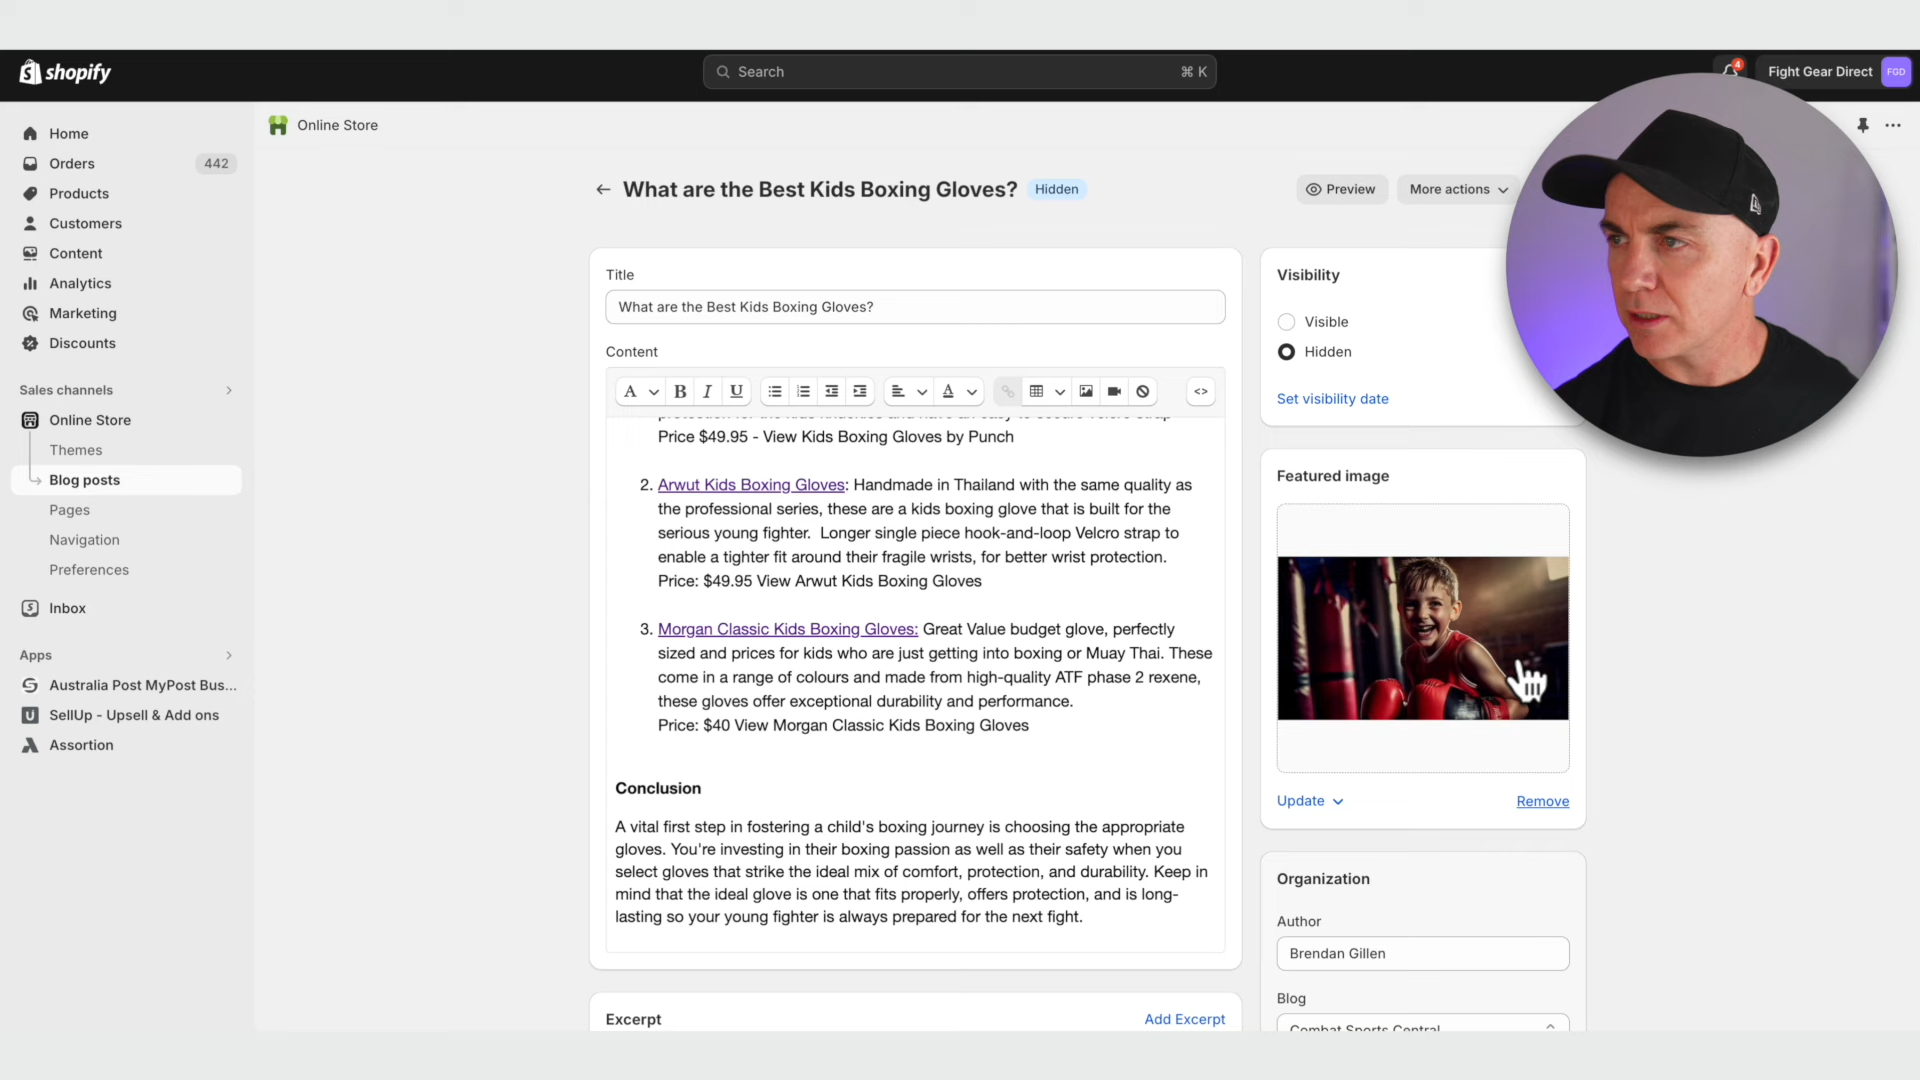 shopify
Search
⌘ K
4
Fight Gear Direct
FGD
Home
Orders
442
Products
Customers
Content
Analytics
Marketing
Discounts
Sales channels
Online Store
Themes
Blog posts
Pages
Navigation
Preferences
Inbox
Apps
Australia Post MyPost Bus...
SellUp - Upsell & Add ons
Assortion
Online Store
What are the Best Kids Boxing Gloves?
Hidden
Preview
More actions
Title
What are the Best Kids Boxing Gloves?
Content
A
B
I
U
A
<>
Price $49.95 - View Kids Boxing Gloves by Punch
2. Arwut Kids Boxing Gloves: Handmade in Thailand with the same quality as
the professional series, these are a kids boxing glove that is built for the
serious young fighter. Longer single piece hook-and-loop Velcro strap to
enable a tighter fit around their fragile wrists, for better wrist protection.
Price: $49.95 View Arwut Kids Boxing Gloves
3. Morgan Classic Kids Boxing Gloves: Great Value budget glove, perfectly
sized and prices for kids who are just getting into boxing or Muay Thai. These
come in a range of colours and made from high-quality ATF phase 2 rexene,
these gloves offer exceptional durability and performance.
Price: $40 View Morgan Classic Kids Boxing Gloves
Conclusion
A vital first step in fostering a child's boxing journey is choosing the appropriate
gloves. You're investing in their boxing passion as well as their safety when you
select gloves that strike the ideal mix of comfort, protection, and durability. Keep in
mind that the ideal glove is one that fits properly, offers protection, and is long-
lasting so your young fighter is always prepared for the next fight.
Excerpt
Add Excerpt
Visibility
Visible
Hidden
Set visibility date
Featured image
Update
Remove
Organization
Author
Brendan Gillen
Blog
Combat Sports Central